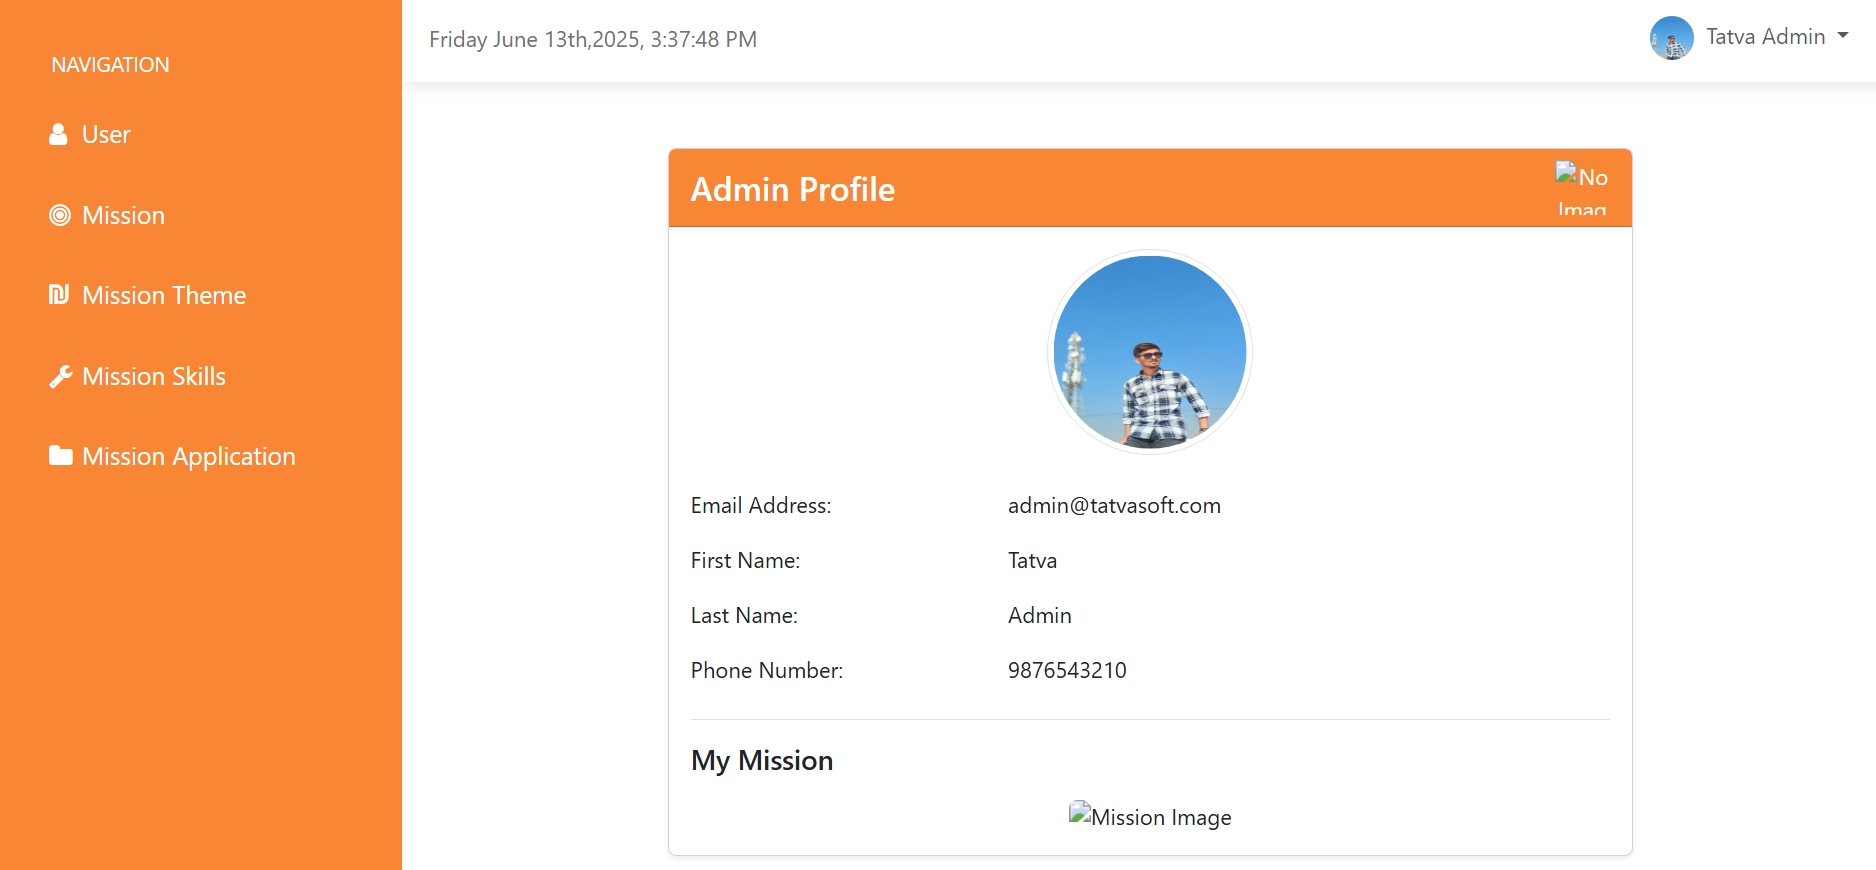 NAVIGATION
User
Mission
Mission Theme
Mission Skills
Mission Application
Friday June 13th,2025, 3:37:48 PM
Tatva Admin
Admin Profile
No
Imag
Email Address: admin@tatvasoft.com
First Name: Tatva
Last Name: Admin
Phone Number: 9876543210
My Mission
Mission Image